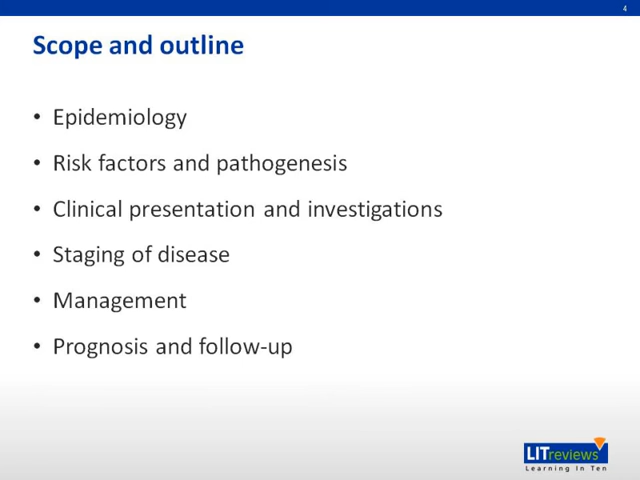 4
Scope and outline
• Epidemiology
• Risk factors and pathogenesis
• Clinical presentation and investigations
• Staging of disease
• Management
• Prognosis and follow-up
LITreviews
Learning In Ten